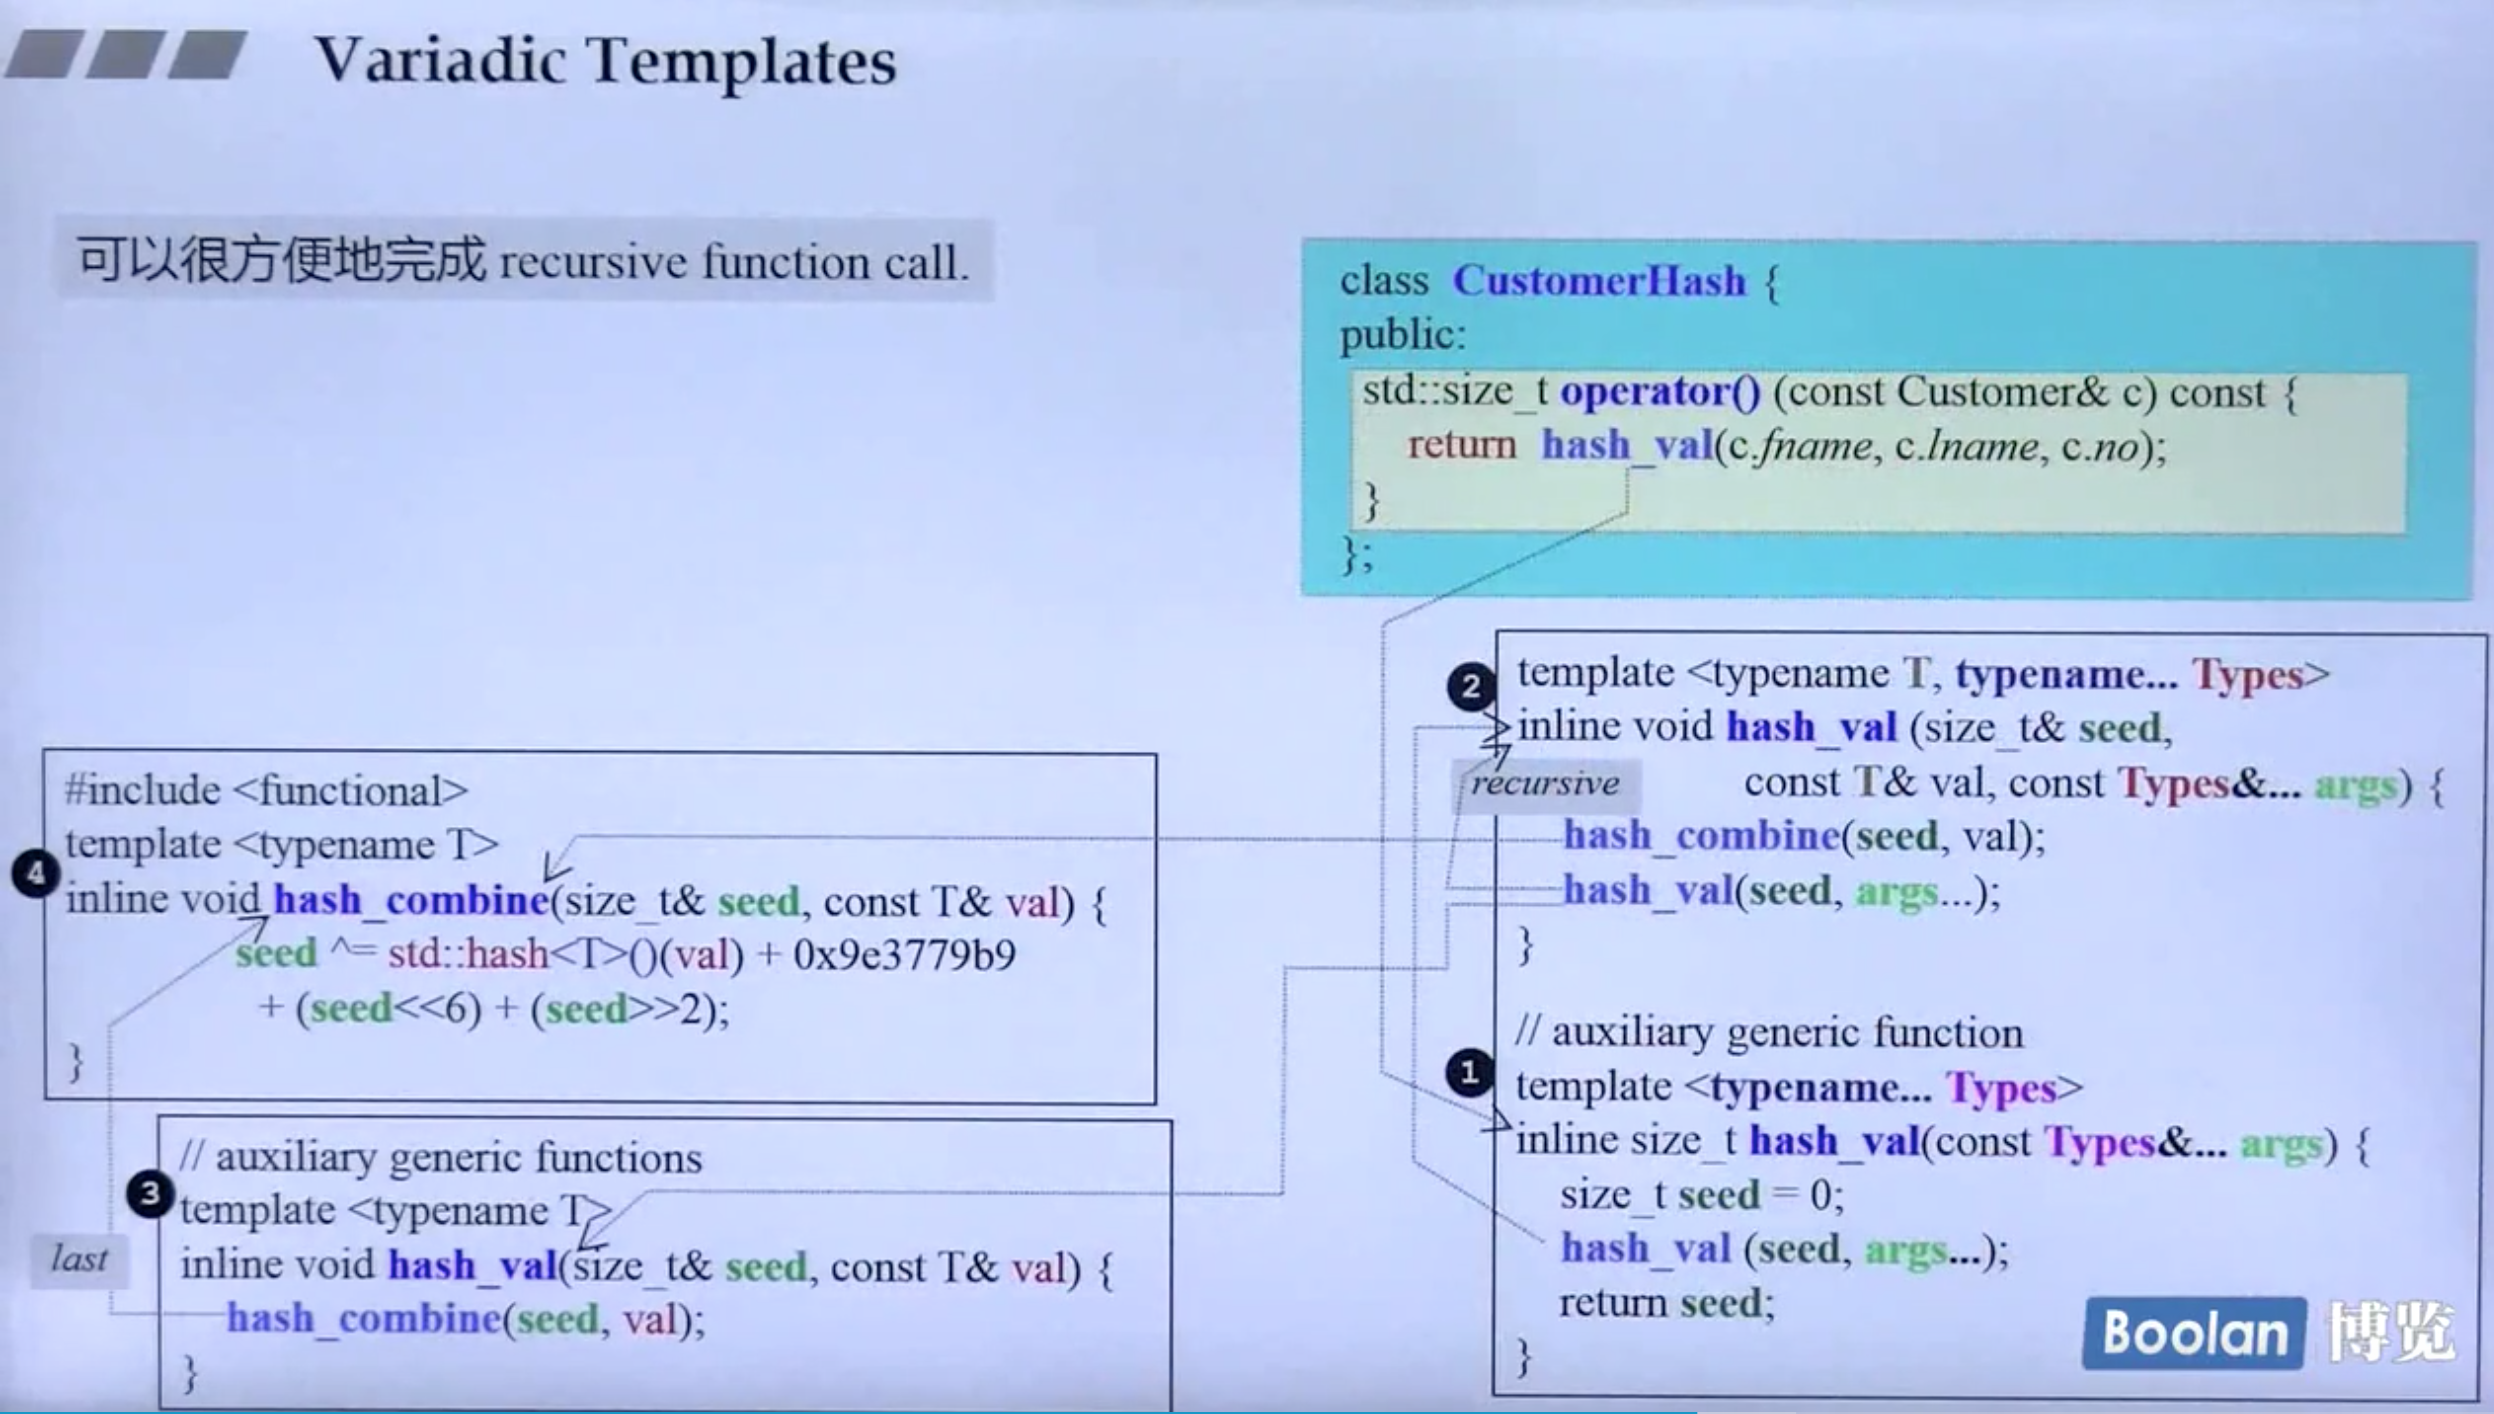 Variadic Templates
可以很方便地完成 recursive function call.
class CustomerHash {
public:
std::size_t operator() (const Customer& c) const {
return hash_val(c.fname, c.lname, c.no);
}
};
2
template <typename T, typename... Types>
inline void hash_val (size_t& seed,
const T& val, const Types&... args) {
recursive
hash_combine(seed, val);
hash_val(seed, args...);
}
// auxiliary generic function
1
template <typename... Types>
inline size_t hash_val(const Types&... args) {
size_t seed = 0;
hash_val (seed, args...);
return seed;
}
#include <functional>
template <typename T>
4
inline void hash_combine(size_t& seed, const T& val) {
seed ^= std::hash<T>()(val) + 0x9e3779b9
+ (seed<<6) + (seed>>2);
}
// auxiliary generic functions
3
template <typename T>
last
inline void hash_val(size_t& seed, const T& val) {
hash_combine(seed, val);
}
Boolan 博览